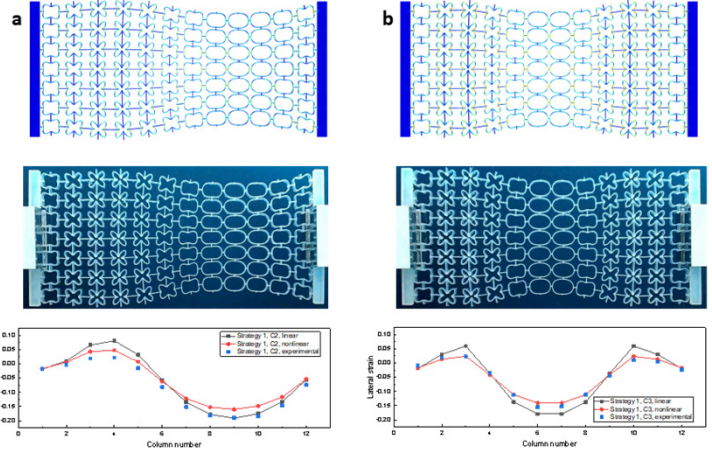 a
b
0.10
0.05
0.00
-0.05
-0.10
-0.15
-0.20
Strategy 1, C2, linear
Strategy 1, C2, nonlinear
Strategy 1, C2, experimental
0 2 4 6 8 10 12
Column number
Lateral strain
0.10
0.05
0.00
-0.05
-0.10
-0.15
-0.20
Strategy 1, C3, linear
Strategy 1, C3, nonlinear
Strategy 1, C3, experimental
0 2 4 6 8 10 12
Column number